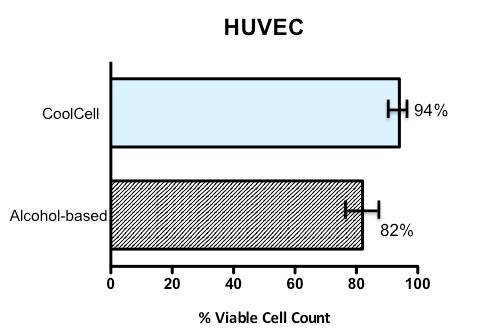 HUVEC
CoolCell
94%
Alcohol-based
82%
0 20 40 60 80 100
% Viable Cell Count